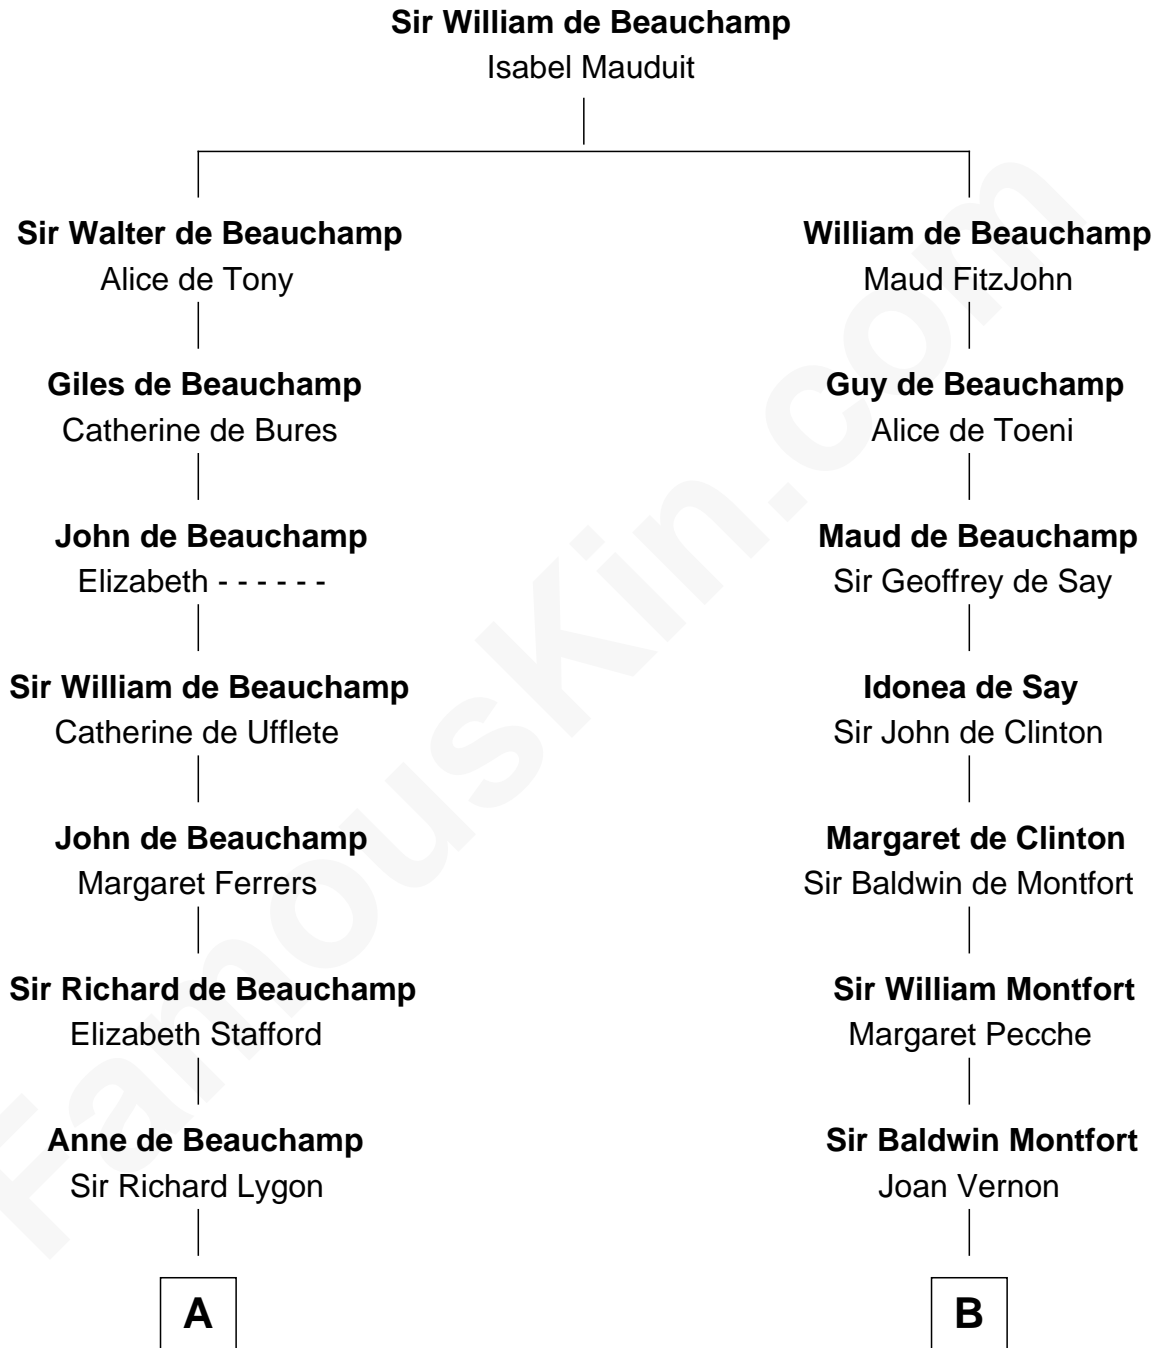 Sir William de Beauchamp
Isabel Mauduit
Sir Walter de Beauchamp
Alice de Tony
William de Beauchamp
Maud FitzJohn
Giles de Beauchamp
Catherine de Bures
Guy de Beauchamp
Alice de Toeni
John de Beauchamp
Elizabeth - - - - - -
Maud de Beauchamp
Sir Geoffrey de Say
Sir William de Beauchamp
Catherine de Ufflete
Idonea de Say
Sir John de Clinton
John de Beauchamp
Margaret Ferrers
Margaret de Clinton
Sir Baldwin de Montfort
Sir Richard de Beauchamp
Elizabeth Stafford
Sir William Montfort
Margaret Pecche
Anne de Beauchamp
Sir Richard Lygon
Sir Baldwin Montfort
Joan Vernon
A
B
FamousKin.com